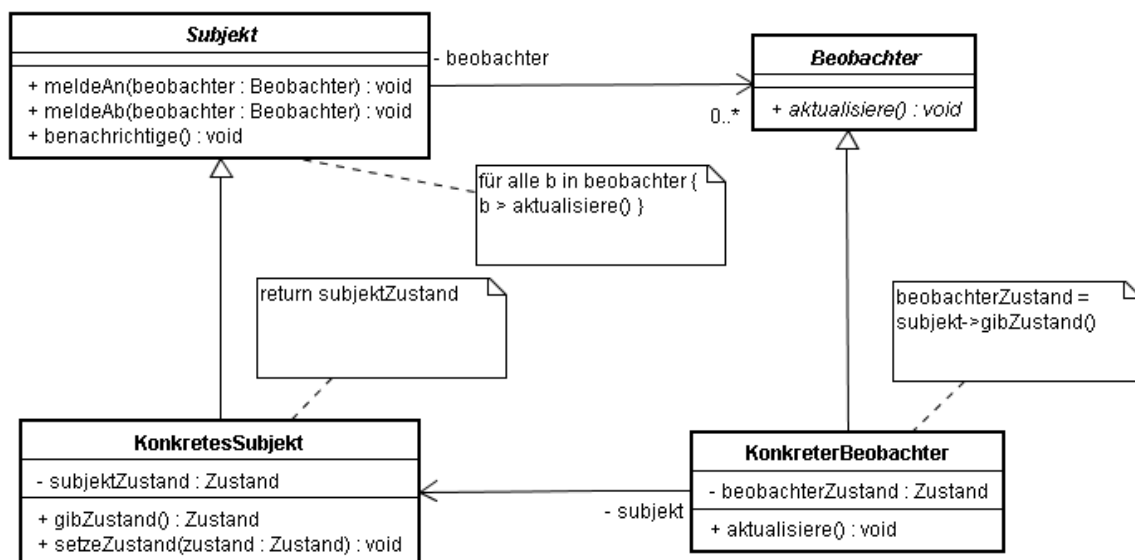 Subjekt
+ meldeAn(beobachter : Beobachter) : void
+ meldeAb(beobachter : Beobachter) : void
+ benachrichtige() : void
- beobachter
0..*
Beobachter
+ aktualisiere() : void
für alle b in beobachter {
b > aktualisiere() }
return subjektZustand
beobachterZustand =
subjekt->gibZustand()
KonkretesSubjekt
- subjektZustand : Zustand
+ gibZustand() : Zustand
+ setzeZustand(zustand : Zustand) : void
- subjekt
KonkreterBeobachter
- beobachterZustand : Zustand
+ aktualisiere() : void